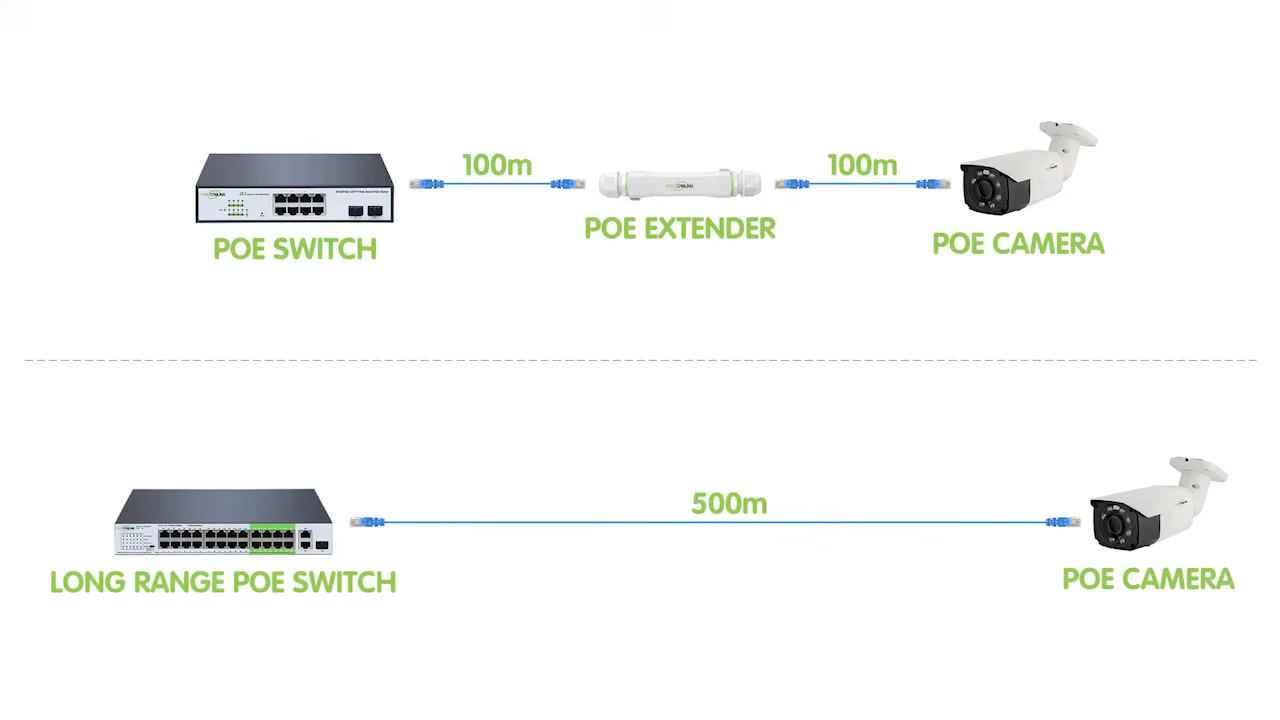 100m
100m
POE SWITCH
POE EXTENDER
POE CAMERA
500m
LONG RANGE POE SWITCH
POE CAMERA